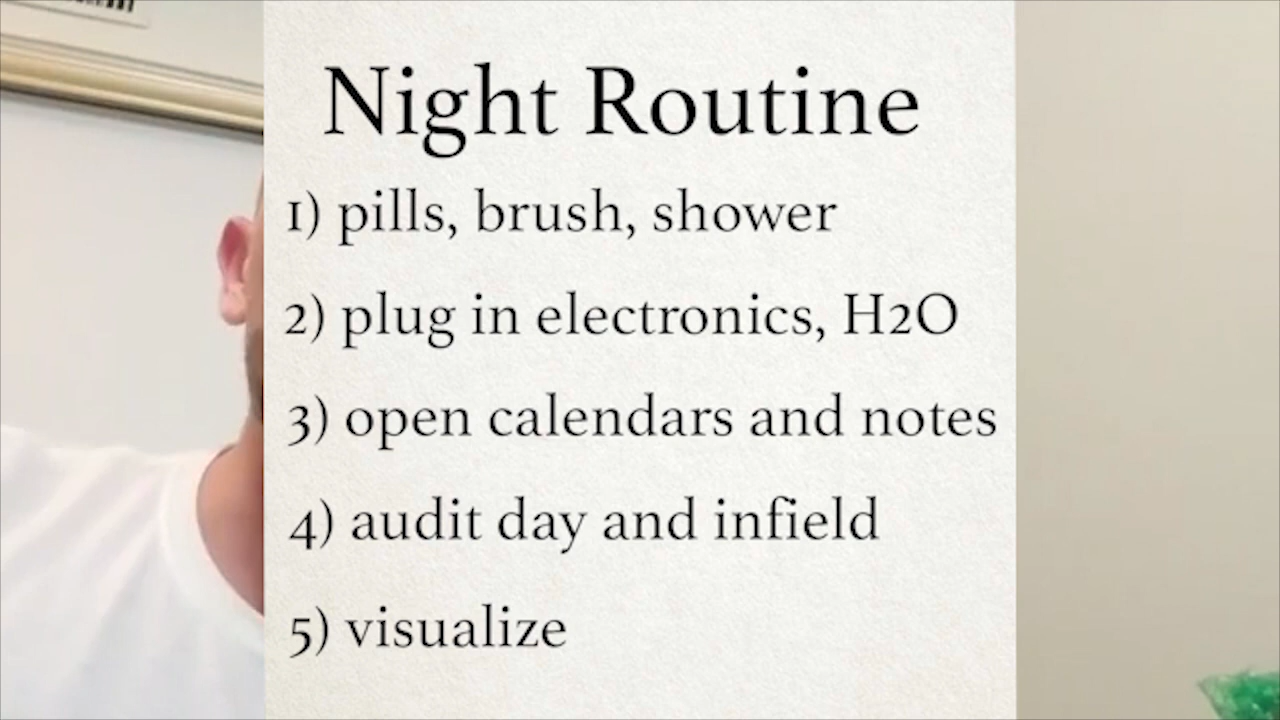 Night Routine
1) pills, brush, shower
2) plug in electronics, H2O
3) open calendars and notes
4) audit day and infield
5) visualize